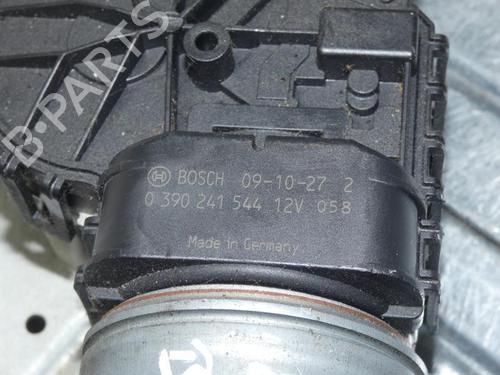 B-PARTS
BOSCH 09-10-27 2
0 390 241 544 12V 058
Made in Germany